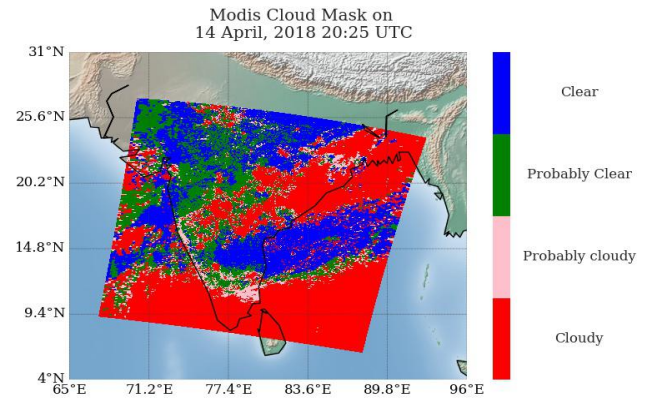 Modis Cloud Mask on
14 April, 2018 20:25 UTC
31°N
25.6°N
20.2°N
14.8°N
9.4°N
4°N
65°E
71.2°E
77.4°E
83.6°E
89.8°E
96°E
Clear
Probably Clear
Probably cloudy
Cloudy